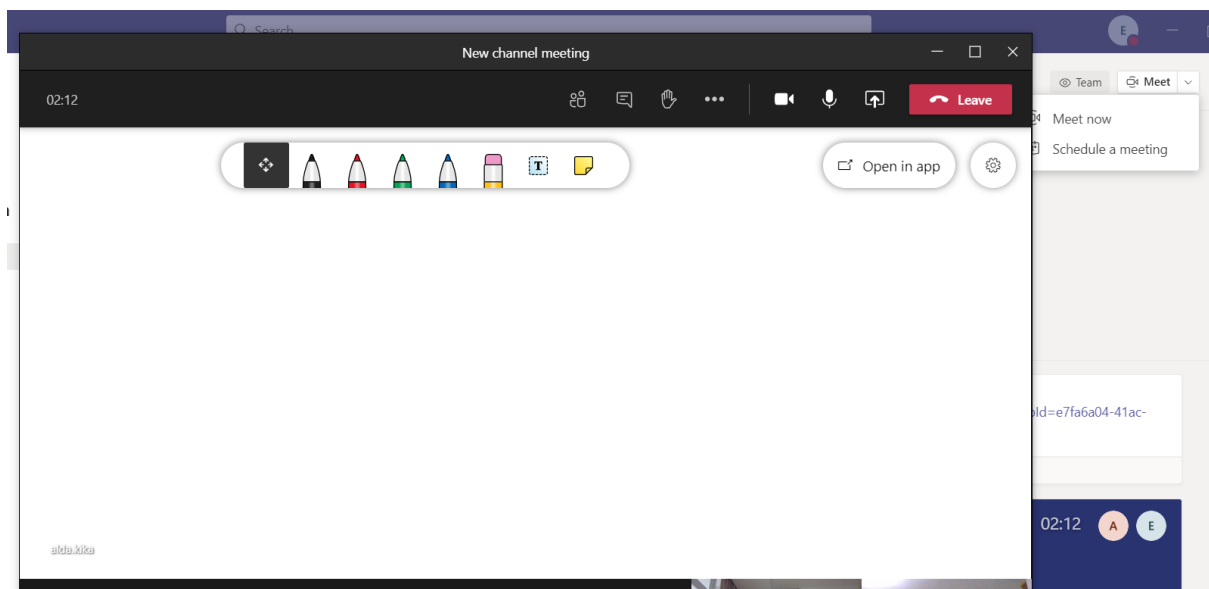 Search
E
New channel meeting
Team
Meet
02:12
Leave
Meet now
Schedule a meeting
T
Open in app
Id=e7fa6a04-41ac-
02:12
A
E
alda.kika